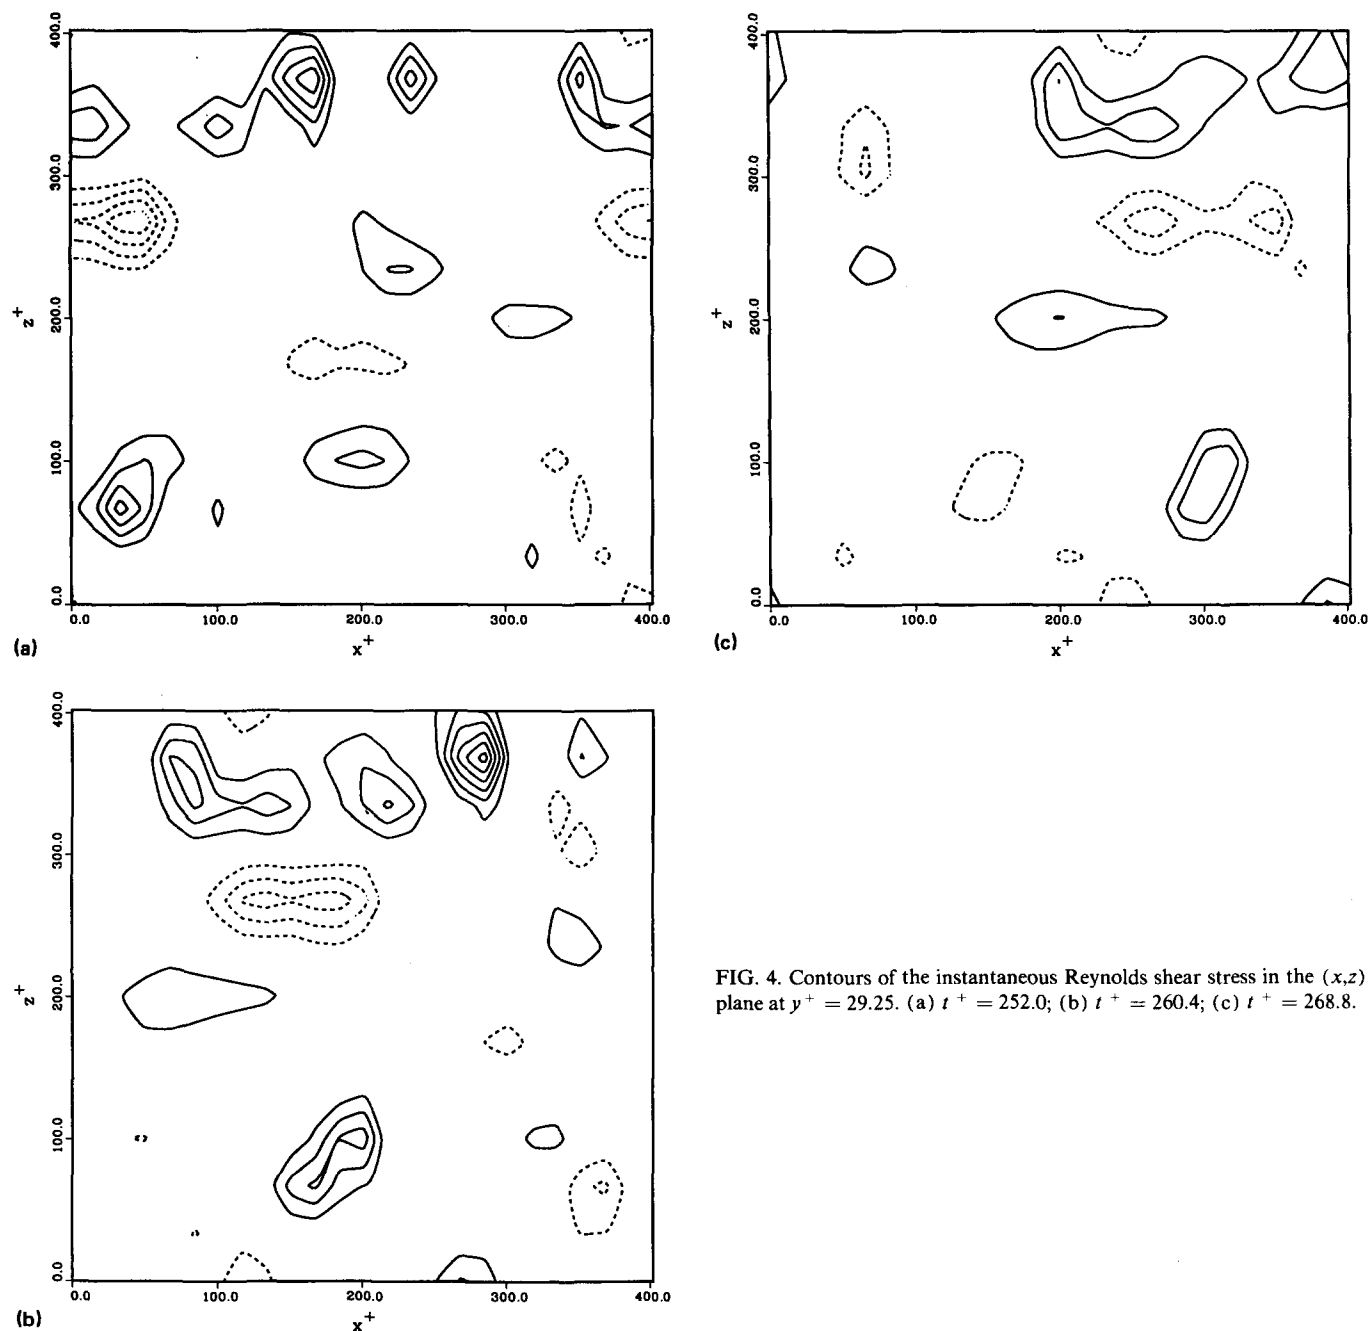 400.0
300.0
200.0
100.0
0.0
z+
0.0 100.0 200.0 300.0 400.0
x+
(a)
400.0
300.0
200.0
100.0
0.0
z+
0.0 100.0 200.0 300.0 400.0
x+
(c)
400.0
300.0
200.0
100.0
0.0
z+
0.0 100.0 200.0 300.0 400.0
x+
(b)
FIG. 4. Contours of the instantaneous Reynolds shear stress in the (x,z)
plane at y+ = 29.25. (a) t+ = 252.0; (b) t+ = 260.4; (c) t+ = 268.8.